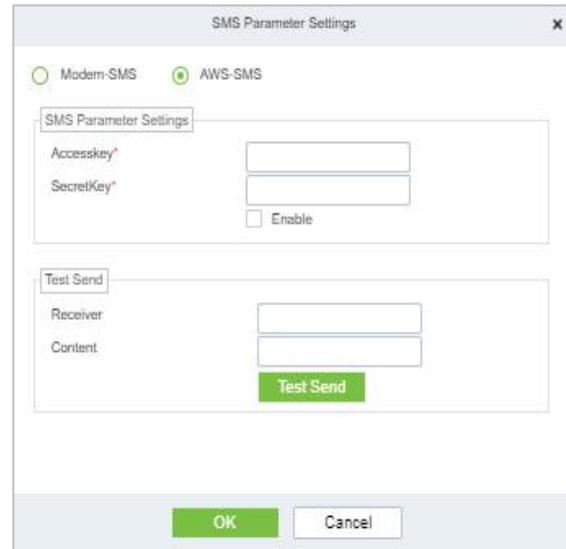 SMS Parameter Settings x
Modem-SMS AWS-SMS
SMS Parameter Settings
Accesskey*
SecretKey*
Enable
Test Send
Receiver
Content
Test Send
OK Cancel